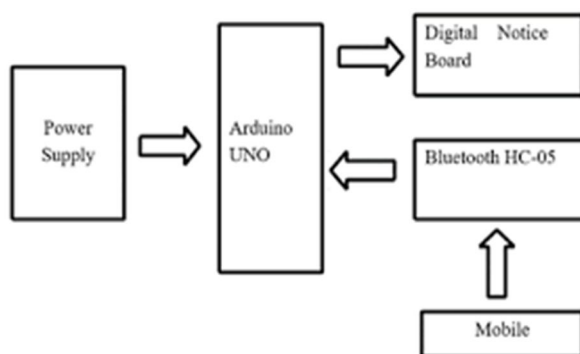 Power
Supply
Arduino
UNO
Digital Notice
Board
Bluetooth HC-05
Mobile